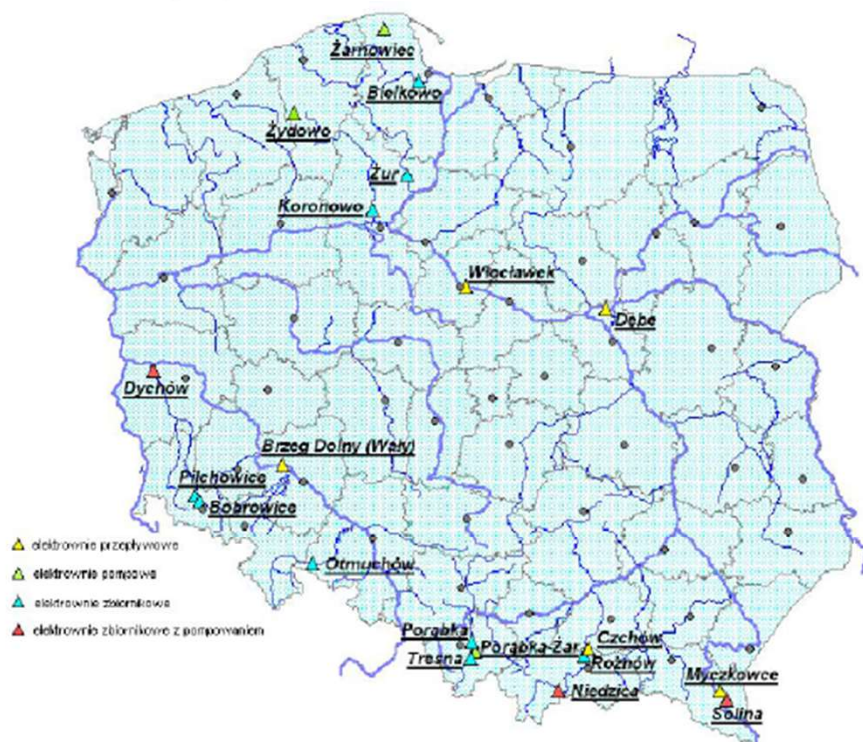 Żarnowiec
Bielkowo
Żydowo
Żur
Koronowo
Włocławek
Dębe
Dychów
Brzeg Dolny (Wały)
Pilchowice
Bobrowice
elektrownie przepływowe
elektrownie pompowe
elektrownie zbiornikowe
elektrownie zbiornikowe z pompowaniem
Otmuchów
Porąbka
Porąbka-Żar
Czchów
Tresna
Rożnów
Niedzica
Myczkowce
Solina